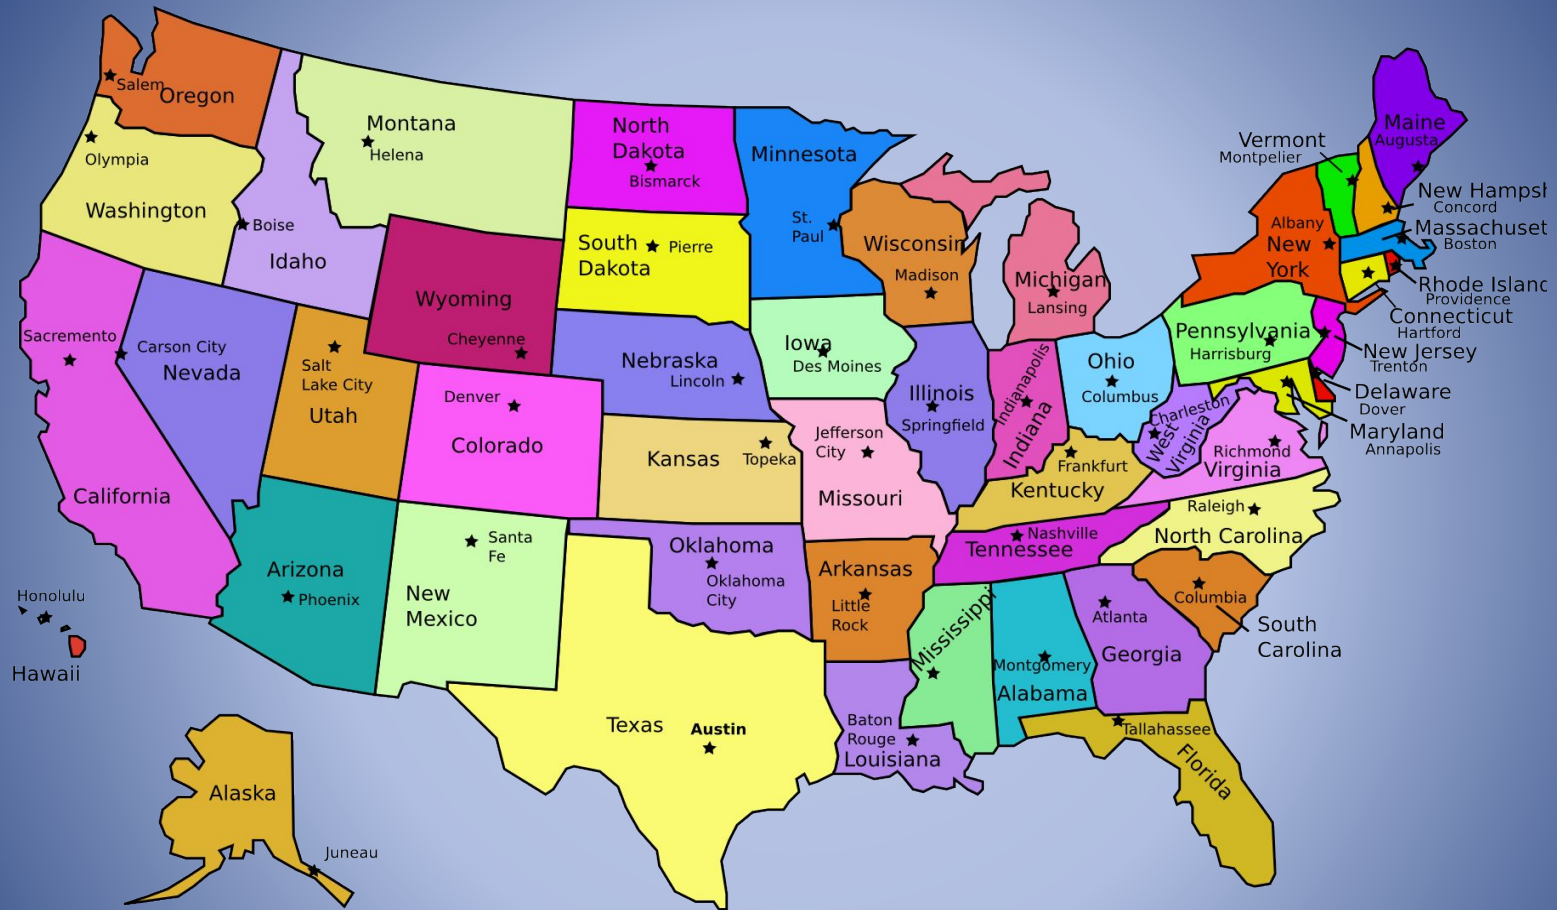 Salem
Oregon
Olympia
Washington
Boise
Idaho
Montana
Helena
North
Dakota
Bismarck
Minnesota
St.
Paul
South
Dakota
Pierre
Wyoming
Cheyenne
Wisconsin
Madison
Michigan
Lansing
Sacremento
California
Carson City
Nevada
Salt
Lake City
Utah
Denver
Colorado
Nebraska
Lincoln
Iowa
Des Moines
Kansas
Topeka
Jefferson
City
Missouri
Illinois
Springfield
Indianapolis
Indiana
Ohio
Columbus
Frankfurt
Kentucky
Charleston
West
Virginia
Richmond
Virginia
Pennsylvania
Harrisburg
Albany
New
York
Vermont
Montpelier
Maine
Augusta
New Hampsh
Concord
Massachuset
Boston
Rhode Islanc
Providence
Connecticut
Hartford
New Jersey
Trenton
Delaware
Dover
Maryland
Annapolis
Arizona
Phoenix
Santa
Fe
New
Mexico
Oklahoma
Oklahoma
City
Texas
Austin
Arkansas
Little
Rock
Baton
Rouge
Louisiana
Mississippi
Montgomery
Alabama
Nashville
Tennessee
Raleigh
North Carolina
Columbia
South
Carolina
Atlanta
Georgia
Tallahassee
Florida
Honolulu
Hawaii
Alaska
Juneau